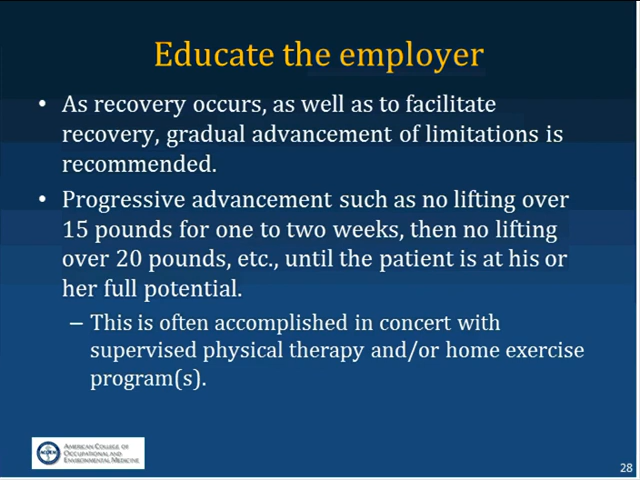 Educate the employer
• As recovery occurs, as well as to facilitate
recovery, gradual advancement of limitations is
recommended.
• Progressive advancement such as no lifting over
15 pounds for one to two weeks, then no lifting
over 20 pounds, etc., until the patient is at his or
her full potential.
– This is often accomplished in concert with
supervised physical therapy and/or home exercise
program(s).
American College of
Occupational and
Environmental Medicine
28